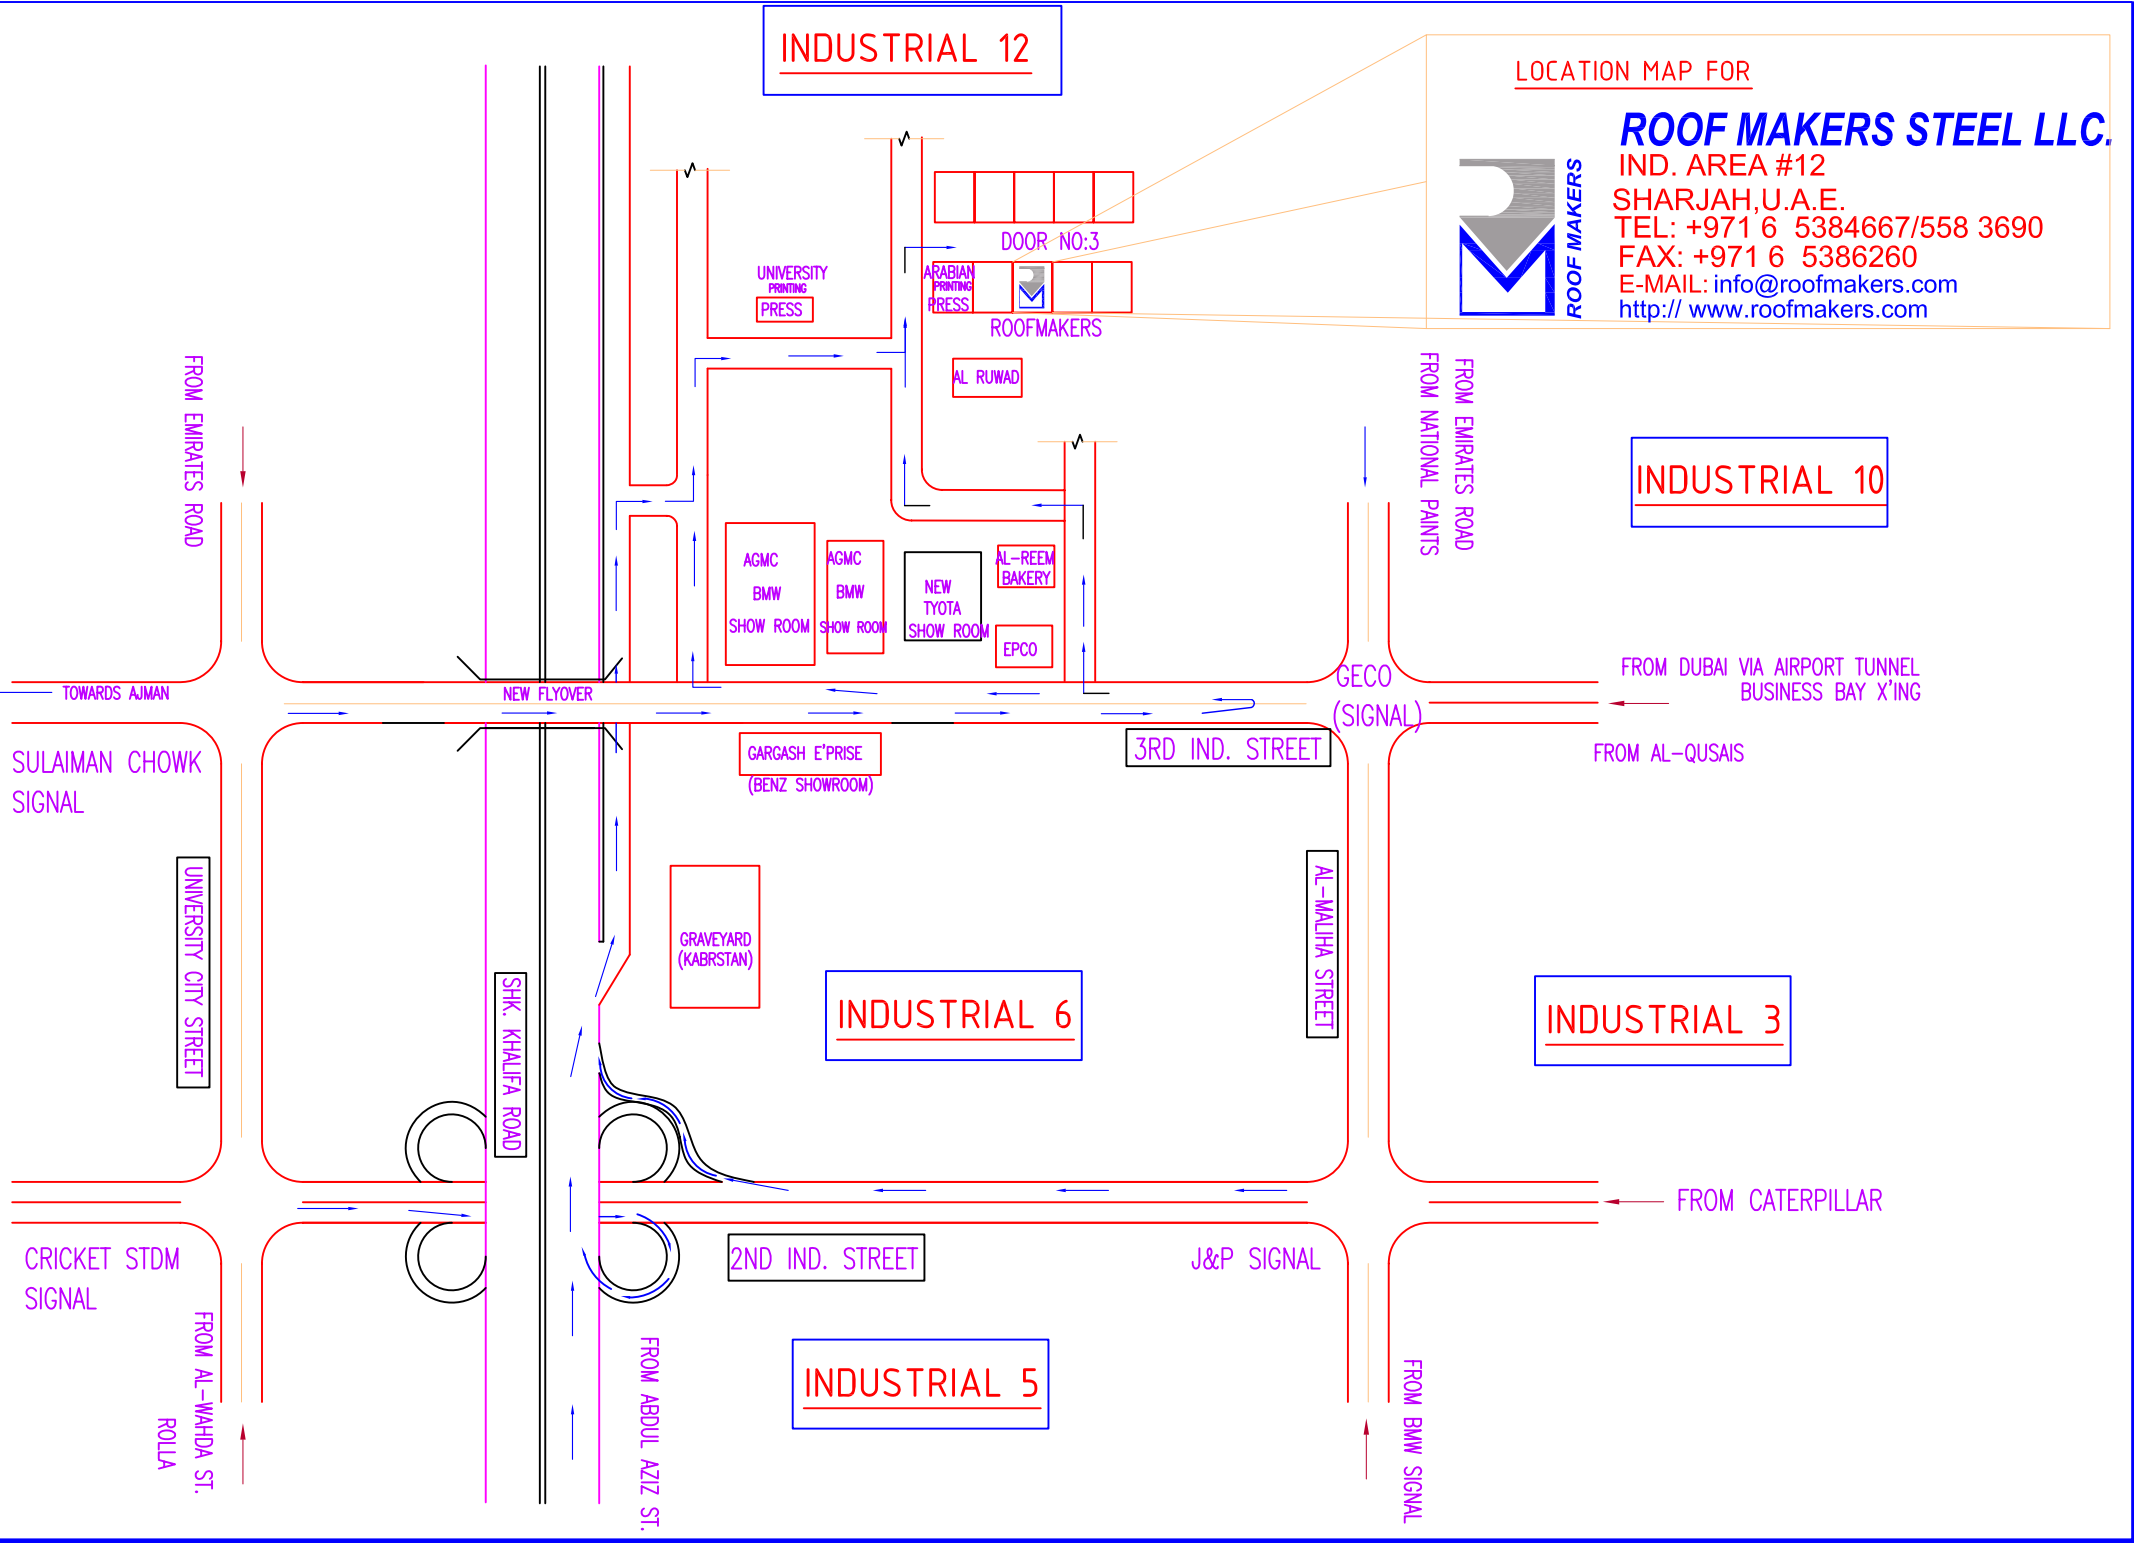 INDUSTRIAL 12
LOCATION MAP FOR
ROOF MAKERS STEEL LLC.
IND. AREA #12
SHARJAH,U.A.E.
TEL: +971 6 5384667/558 3690
FAX: +971 6 5386260
E-MAIL: info@roofmakers.com
http:// www.roofmakers.com
ROOF MAKERS
DOOR NO:3
UNIVERSITY
PRINTING
PRESS
ARABIAN
PRINTING
PRESS
ROOFMAKERS
AL RUWAD
FROM EMIRATES ROAD
FROM EMIRATES ROAD
FROM NATIONAL PAINTS
INDUSTRIAL 10
AGMC
BMW
SHOW ROOM
AGMC
BMW
SHOW ROOM
NEW
TYOTA
SHOW ROOM
AL-REEM
BAKERY
EPCO
TOWARDS AJMAN
NEW FLYOVER
GECO
(SIGNAL)
FROM DUBAI VIA AIRPORT TUNNEL
BUSINESS BAY X'ING
FROM AL-QUSAIS
SULAIMAN CHOWK
SIGNAL
GARGASH E'PRISE
(BENZ SHOWROOM)
3RD IND. STREET
UNIVERSITY CITY STREET
SHK. KHALIFA ROAD
GRAVEYARD
(KABRSTAN)
INDUSTRIAL 6
AL-MALIHA STREET
INDUSTRIAL 3
FROM CATERPILLAR
CRICKET STDM
SIGNAL
2ND IND. STREET
J&P SIGNAL
FROM AL-WAHDA ST.
ROLLA
FROM ABDUL AZIZ ST.
INDUSTRIAL 5
FROM BMW SIGNAL